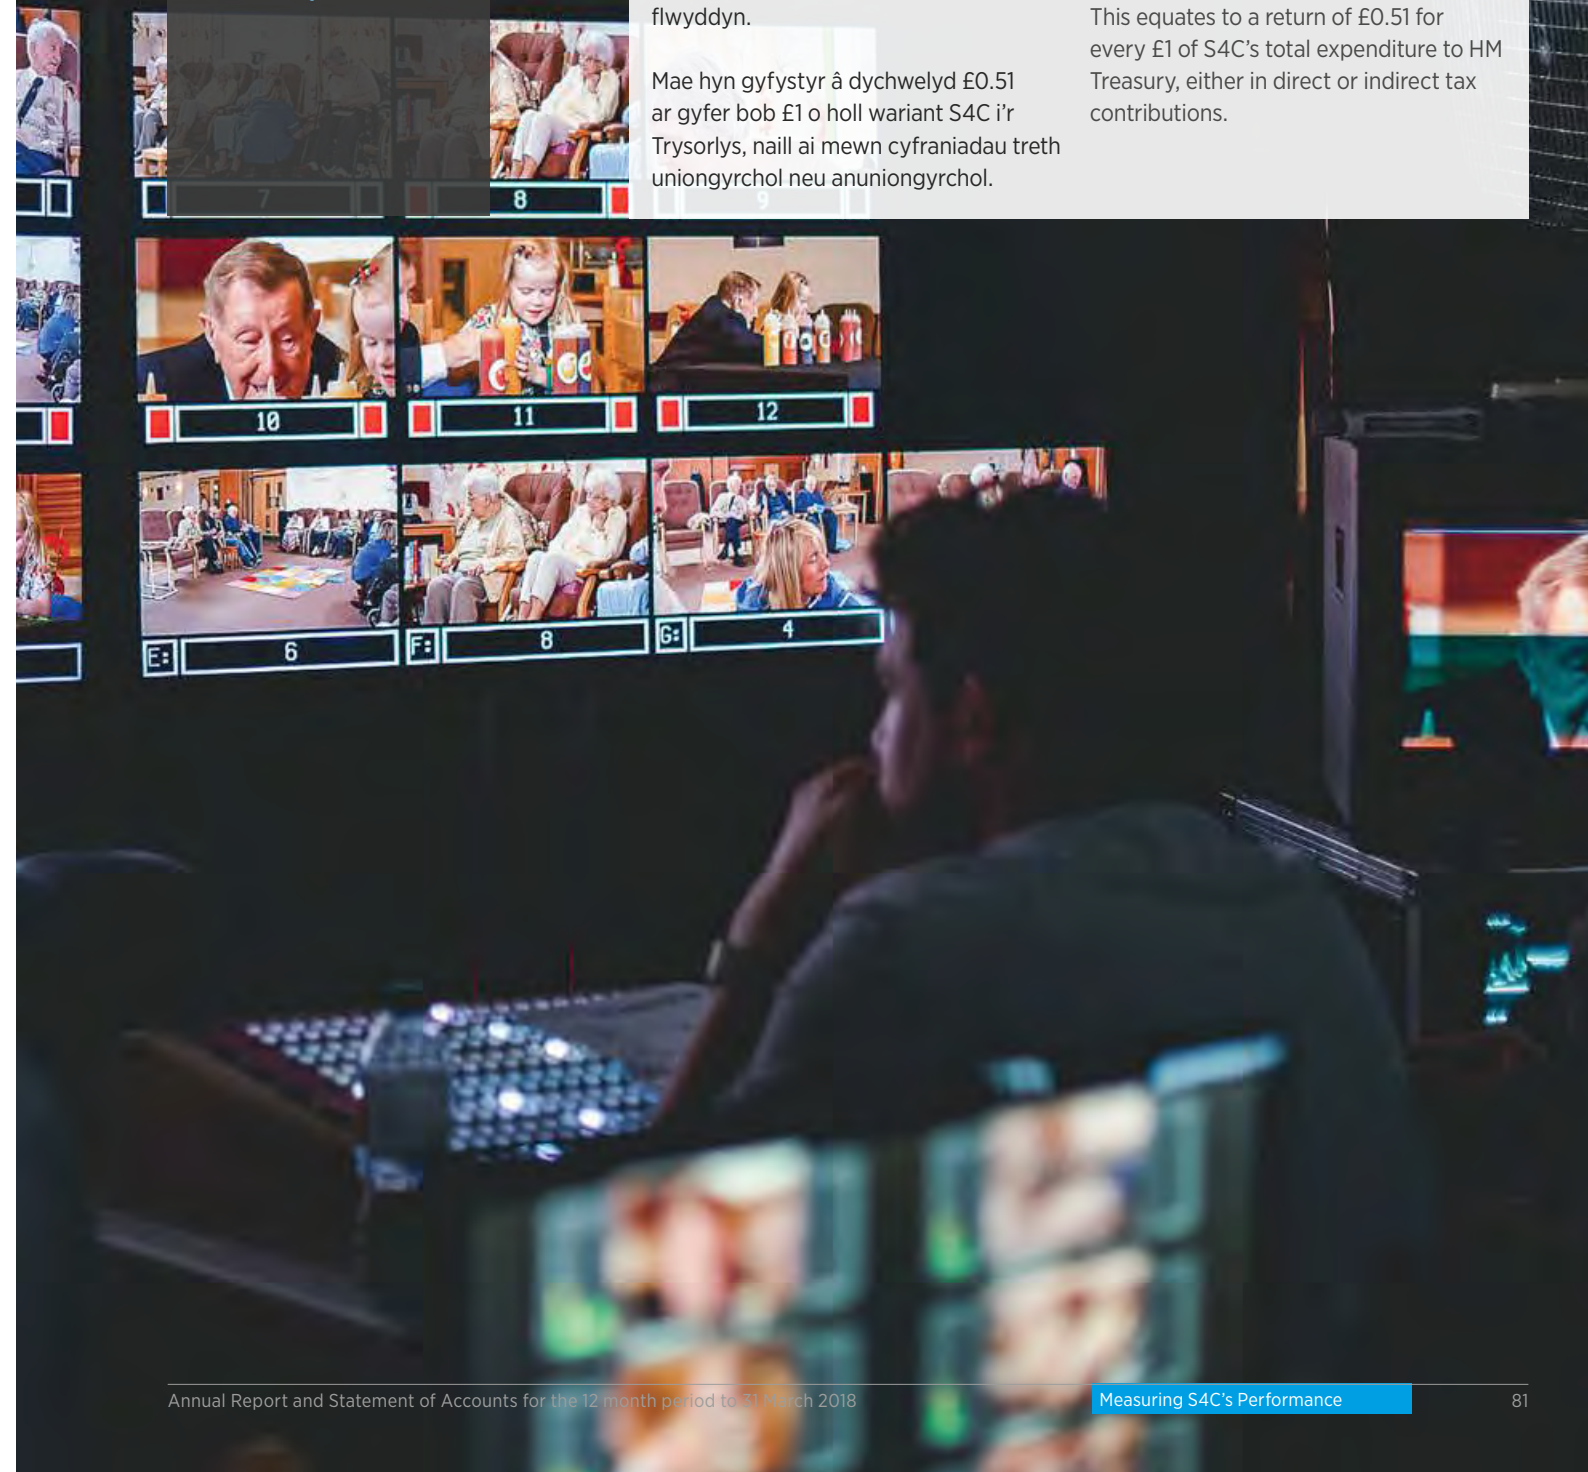 flwyddyn.
Mae hyn gyfystyr â dychwelyd £0.51
ar gyfer bob £1 o holl wariant S4C i'r
Trysorlys, naill ai mewn cyfraniadau treth
uniongyrchol neu anuniongyrchol.
This equates to a return of £0.51 for
every £1 of S4C's total expenditure to HM
Treasury, either in direct or indirect tax
contributions.
7
8
9
10
11
12
E: 6
F: 8
G: 4
Annual Report and Statement of Accounts for the 12 month period to 31 March 2018
Measuring S4C's Performance
81